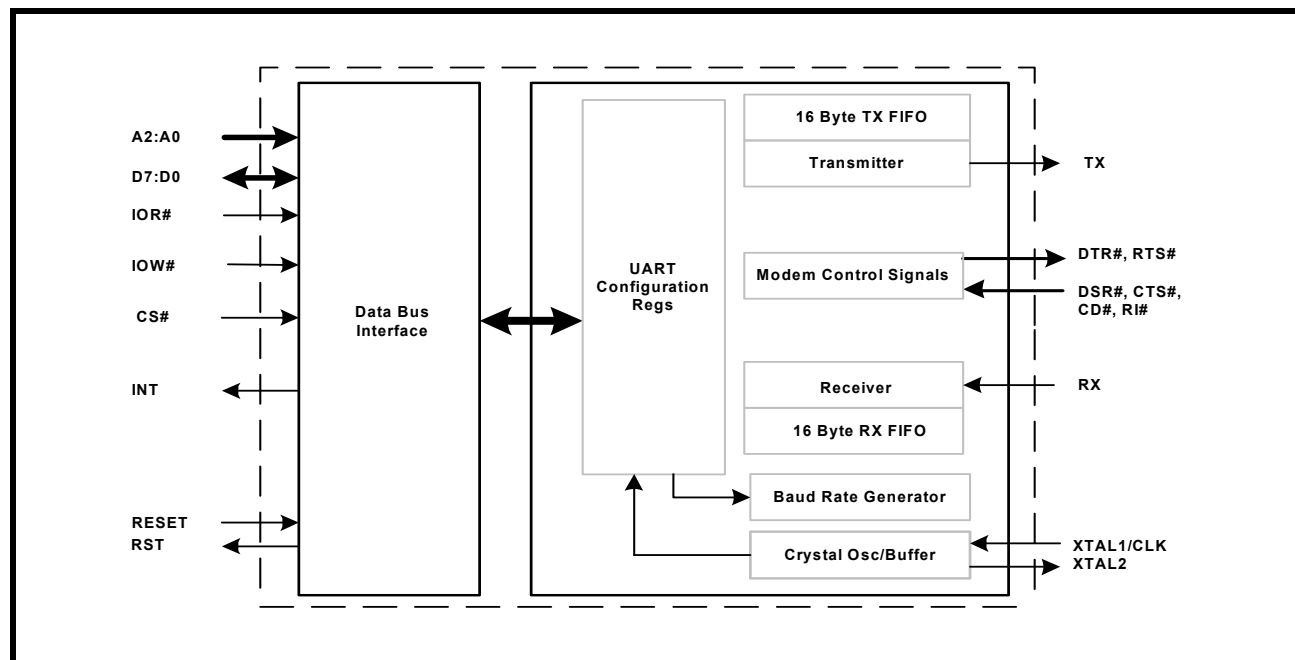 A2:A0
D7:D0
IOR#
IOW#
CS#
INT
RESET
RST
Data Bus
Interface
UART
Configuration
Regs
16 Byte TX FIFO
Transmitter
Modem Control Signals
Receiver
16 Byte RX FIFO
Baud Rate Generator
Crystal Osc/Buffer
TX
DTR#, RTS#
DSR#, CTS#,
CD#, RI#
RX
XTAL1/CLK
XTAL2